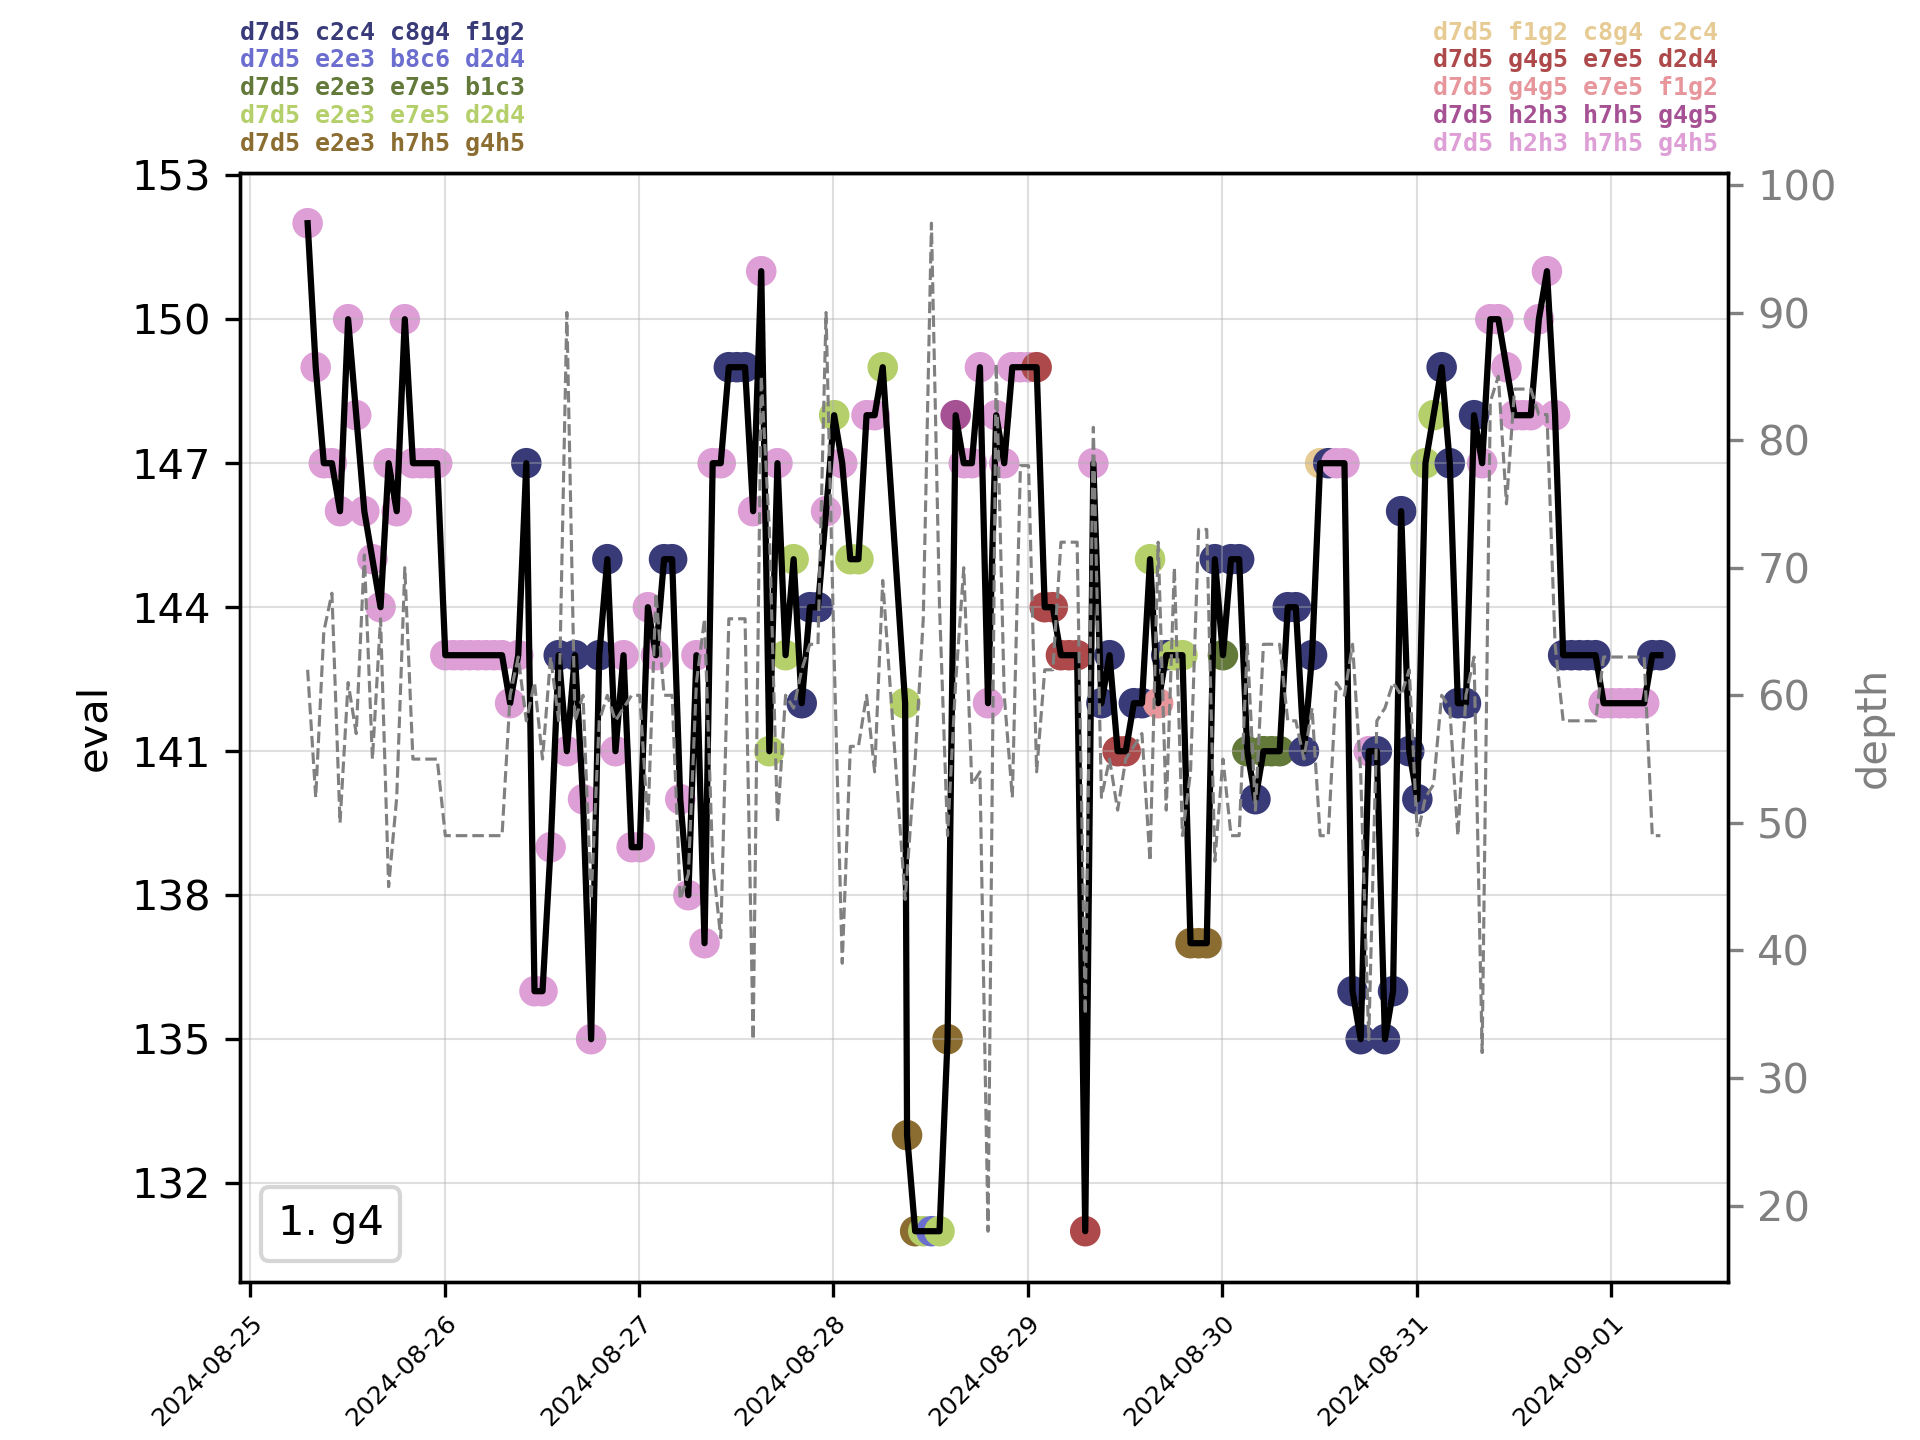 d7d5 c2c4 c8g4 f1g2
d7d5 e2e3 b8c6 d2d4
d7d5 e2e3 e7e5 b1c3
d7d5 e2e3 e7e5 d2d4
d7d5 e2e3 h7h5 g4h5
d7d5 f1g2 c8g4 c2c4
d7d5 g4g5 e7e5 d2d4
d7d5 g4g5 e7e5 f1g2
d7d5 h2h3 h7h5 g4g5
d7d5 h2h3 h7h5 g4h5
153
150
147
144
141
138
135
132
eval
100
90
80
70
60
50
40
30
20
depth
1. g4
2024-08-25
2024-08-26
2024-08-27
2024-08-28
2024-08-29
2024-08-30
2024-08-31
2024-09-01